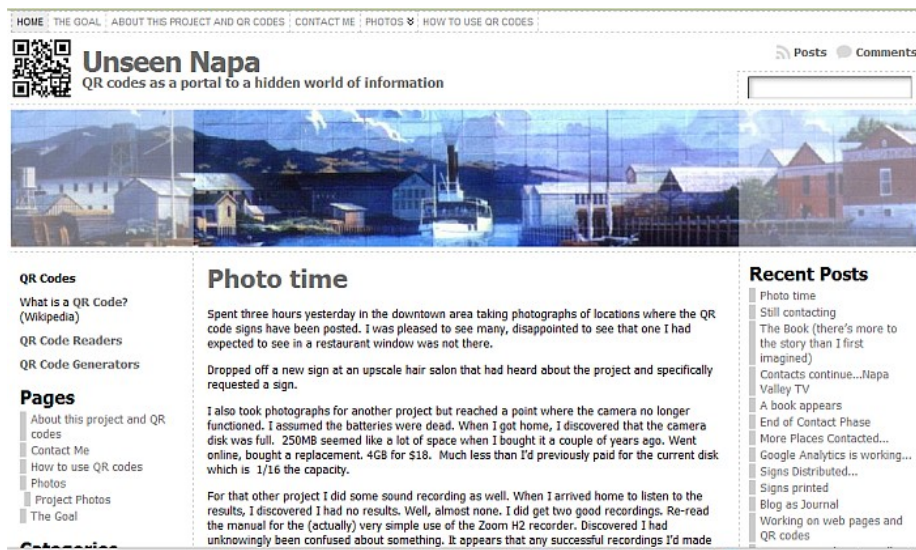 HOME THE GOAL ABOUT THIS PROJECT AND QR CODES CONTACT ME PHOTOS HOW TO USE QR CODES
Unseen Napa
QR codes as a portal to a hidden world of information
Posts Comments
QR Codes
What is a QR Code?
(Wikipedia)
QR Code Readers
QR Code Generators
Pages
About this project and QR
codes
Contact Me
How to use QR codes
Photos
Project Photos
The Goal
Categories
Photo time
Spent three hours yesterday in the downtown area taking photographs of locations where the QR
code signs have been posted. I was pleased to see many, disappointed to see that one I had
expected to see in a restaurant window was not there.
Dropped off a new sign at an upscale hair salon that had heard about the project and specifically
requested a sign.
I also took photographs for another project but reached a point where the camera no longer
functioned. I assumed the batteries were dead. When I got home, I discovered that the camera
disk was full. 250MB seemed like a lot of space when I bought it a couple of years ago. Went
online, bought a replacement. 4GB for $18. Much less than I'd previously paid for the current disk
which is 1/16 the capacity.
For that other project I did some sound recording as well. When I arrived home to listen to the
results, I discovered I had no results. Well, almost none. I did get two good recordings. Re-read
the manual for the (actually) very simple use of the Zoom H2 recorder. Discovered I had
unknowingly been confused about something. It appears that any successful recordings I'd made
Recent Posts
Photo time
Still contacting
The Book (there's more to
the story than I first
imagined)
Contacts continue...Napa
Valley TV
A book appears
End of Contact Phase
More Places Contacted...
Google Analytics is working...
Signs Distributed...
Signs printed
Blog as Journal
Working on web pages and
QR codes